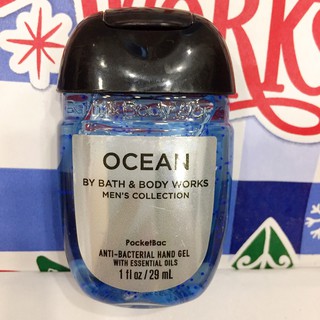 WORKS
OCEAN
BY BATH & BODY WORKS
MEN'S COLLECTION
PocketBac
ANTI-BACTERIAL HAND GEL
WITH ESSENTIAL OILS
1 fl oz / 29 mL